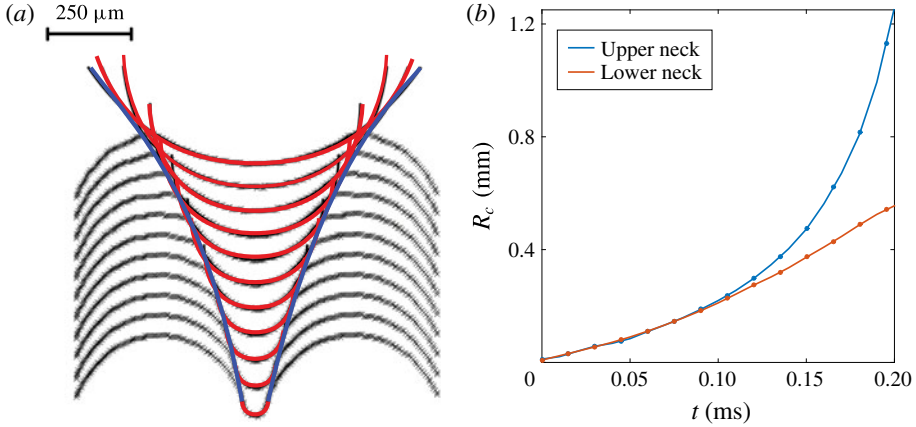 (a)
250 μm
(b)
1.2
0.8
0.4
R_c (mm)
Upper neck
Lower neck
0
0.05
0.10
0.15
0.20
t (ms)